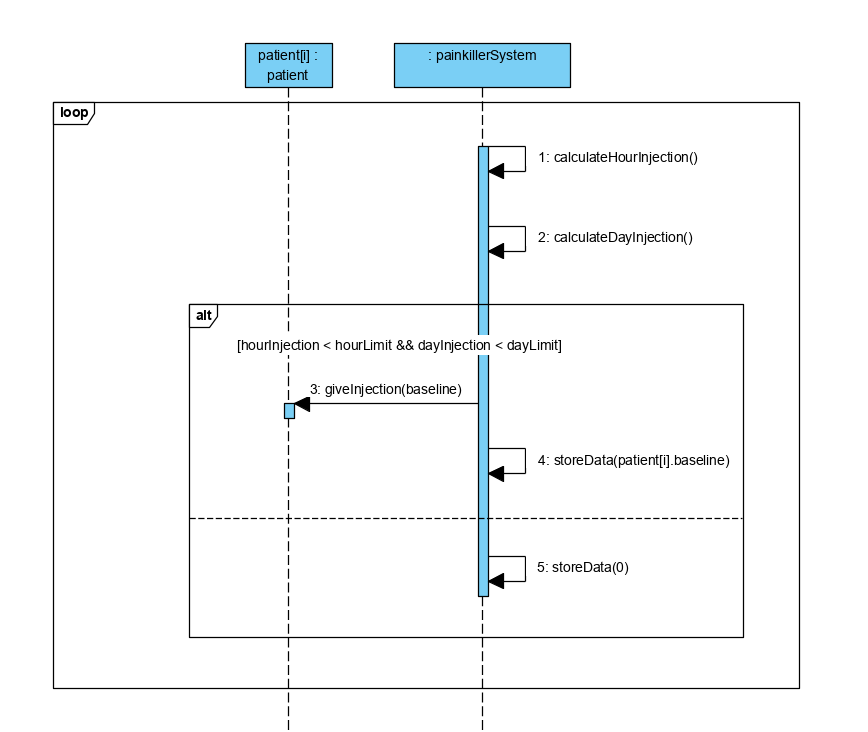 patient[i] :
patient
: painkillerSystem
loop
1: calculateHourInjection()
2: calculateDayInjection()
alt
[hourInjection < hourLimit && dayInjection < dayLimit]
3: giveInjection(baseline)
4: storeData(patient[i].baseline)
5: storeData(0)